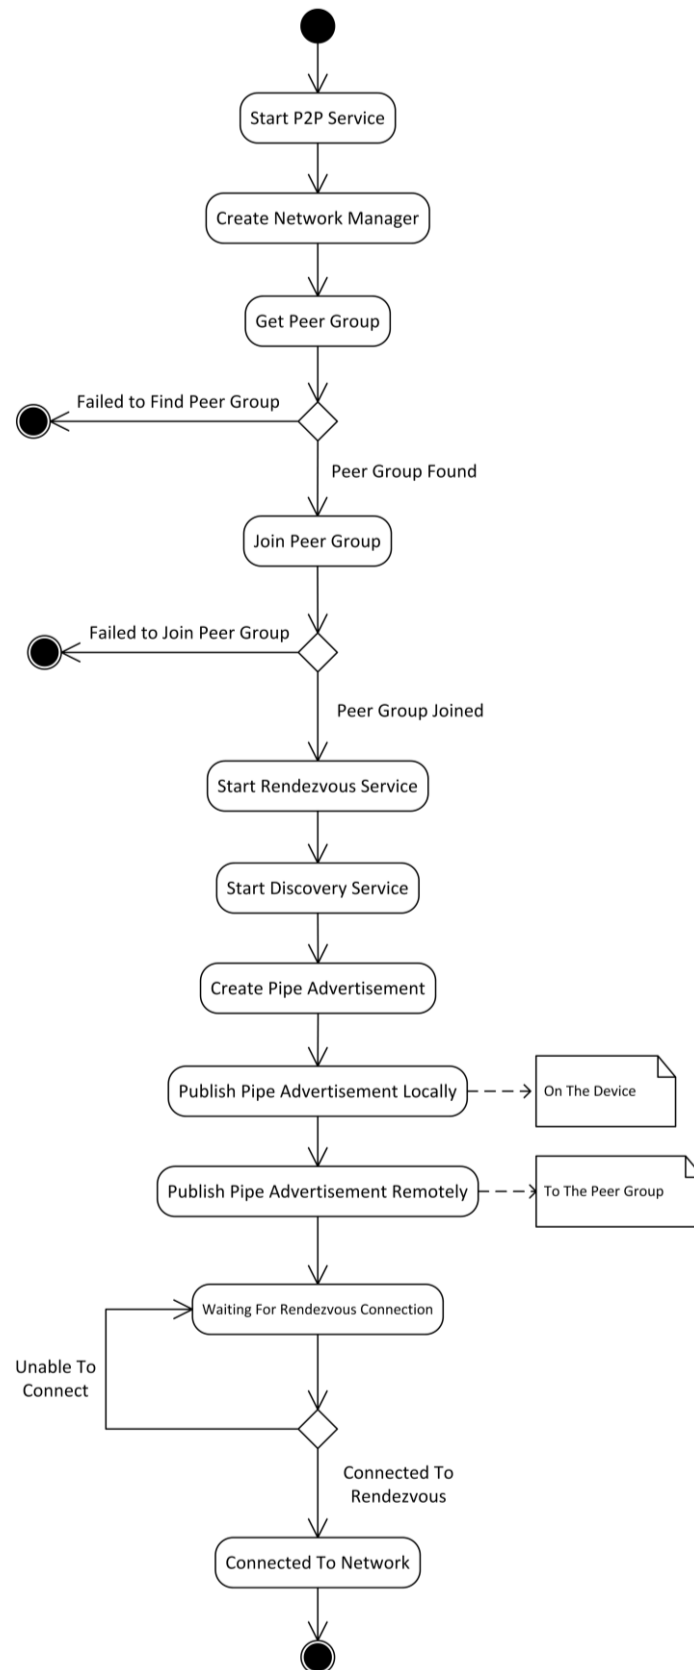 Start P2P Service
Create Network Manager
Get Peer Group
Failed to Find Peer Group
Peer Group Found
Join Peer Group
Failed to Join Peer Group
Peer Group Joined
Start Rendezvous Service
Start Discovery Service
Create Pipe Advertisement
Publish Pipe Advertisement Locally
On The Device
Publish Pipe Advertisement Remotely
To The Peer Group
Waiting For Rendezvous Connection
Unable To
Connect
Connected To
Rendezvous
Connected To Network